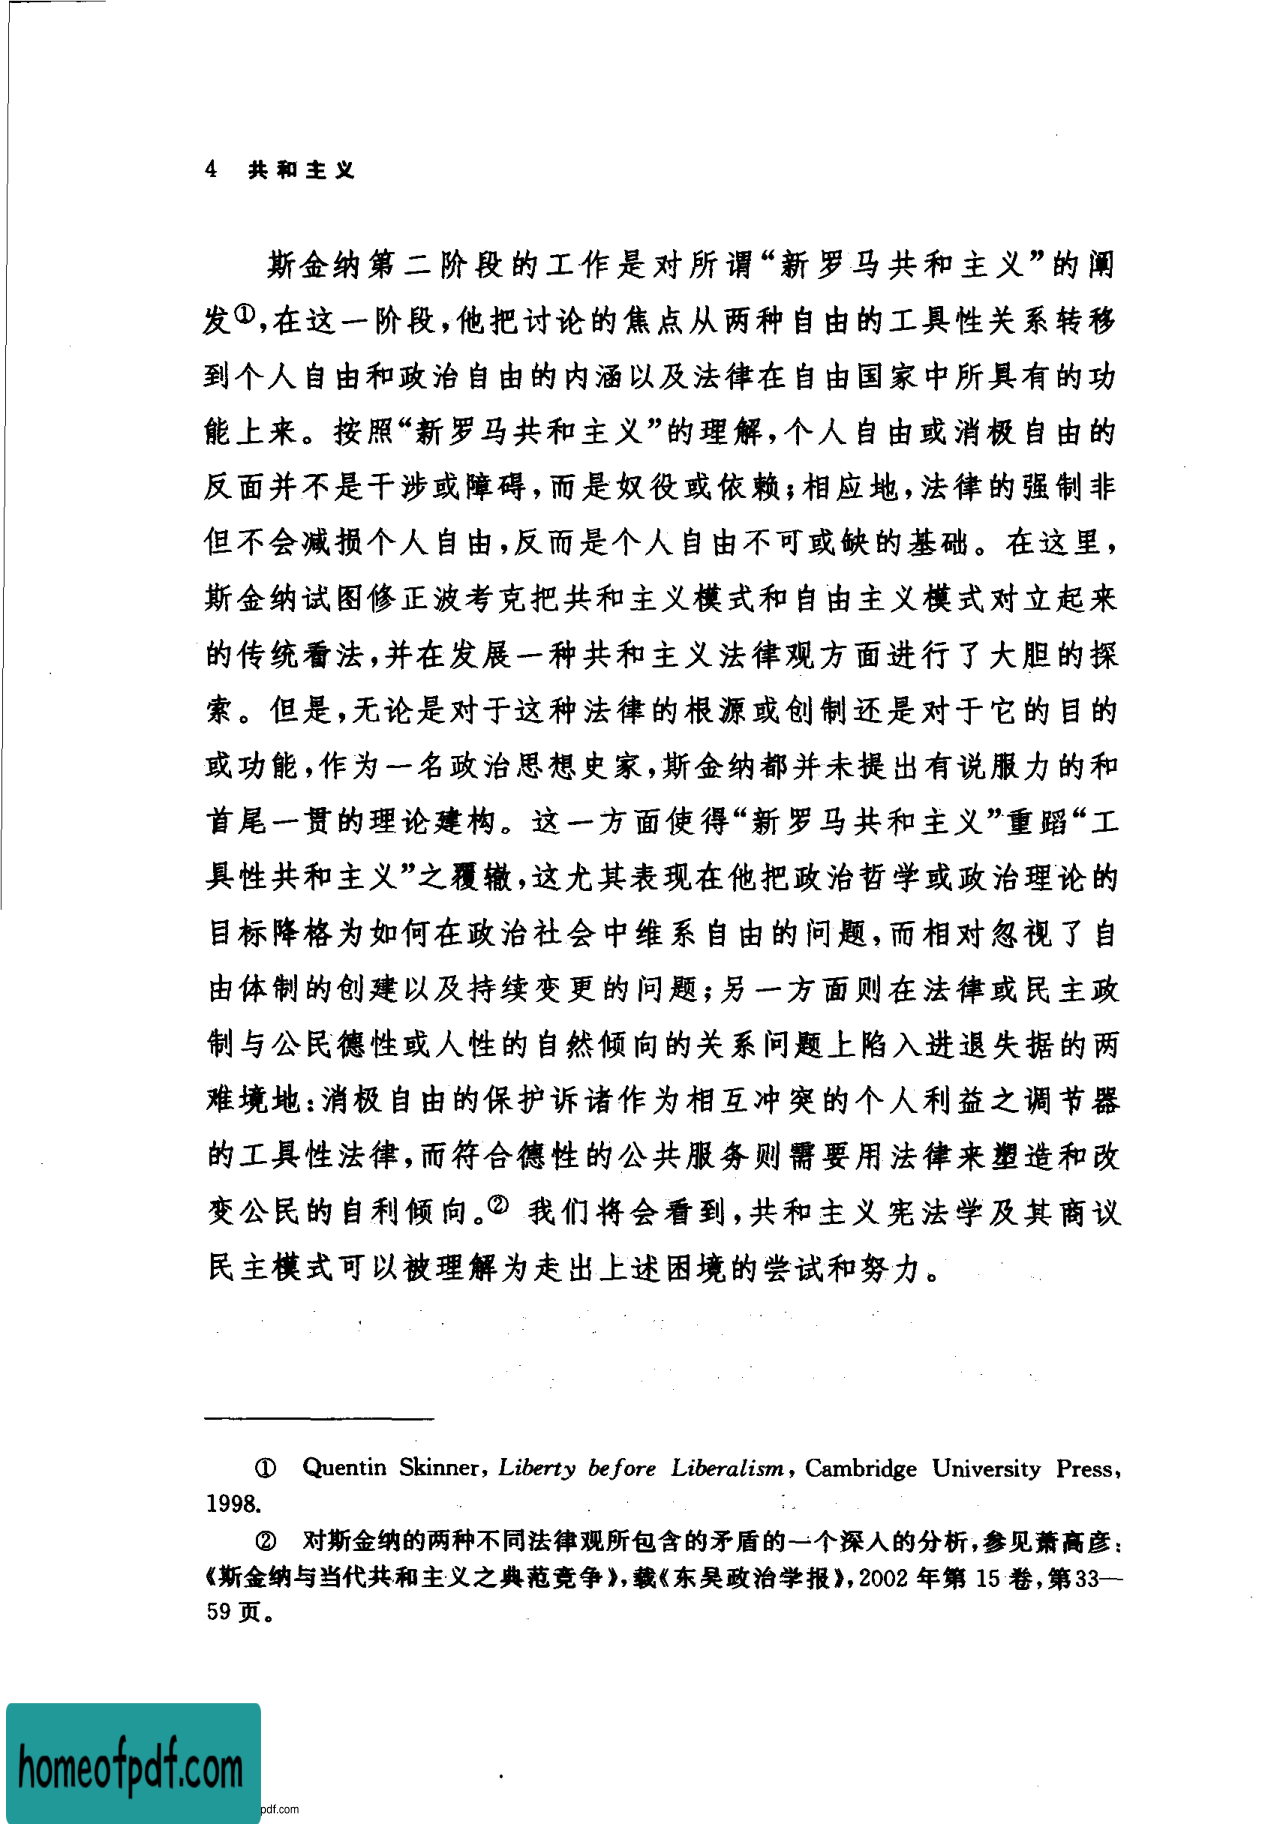 4 共和主义
斯金纳第二阶段的工作是对所谓“新罗马共和主义”的阐
发①,在这一阶段,他把讨论的焦点从两种自由的工具性关系转移
到个人自由和政治自由的内涵以及法律在自由国家中所具有的功
能上来。按照“新罗马共和主义”的理解,个人自由或消极自由的
反面并不是干涉或障碍,而是奴役或依赖;相应地,法律的强制非
但不会减损个人自由,反而是个人自由不可或缺的基础。在这里,
斯金纳试图修正波考克把共和主义模式和自由主义模式对立起来
的传统看法,并在发展一种共和主义法律观方面进行了大胆的探
索。但是,无论是对于这种法律的根源或创制还是对于它的目的
或功能,作为一名政治思想史家,斯金纳都并未提出有说服力的和
首尾一贯的理论建构。这一方面使得“新罗马共和主义”重蹈“工
具性共和主义”之覆辙,这尤其表现在他把政治哲学或政治理论的
目标降格为如何在政治社会中维系自由的问题,而相对忽视了自
由体制的创建以及持续变更的问题;另一方面则在法律或民主政
制与公民德性或人性的自然倾向的关系问题上陷入进退失据的两
难境地:消极自由的保护诉诸作为相互冲突的个人利益之调节器
的工具性法律,而符合德性的公共服务则需要用法律来塑造和改
变公民的自利倾向。② 我们将会看到,共和主义宪法学及其商议
民主模式可以被理解为走出上述困境的尝试和努力。
① Quentin Skinner, Liberty before Liberalism, Cambridge University Press,
1998.
② 对斯金纳的两种不同法律观所包含的矛盾的一个深入的分析,参见萧高彦:
《斯金纳与当代共和主义之典范竞争》,载《东吴政治学报》,2002 年第 15 卷,第33—
59 页。
homeofpdf.com
pdf.com